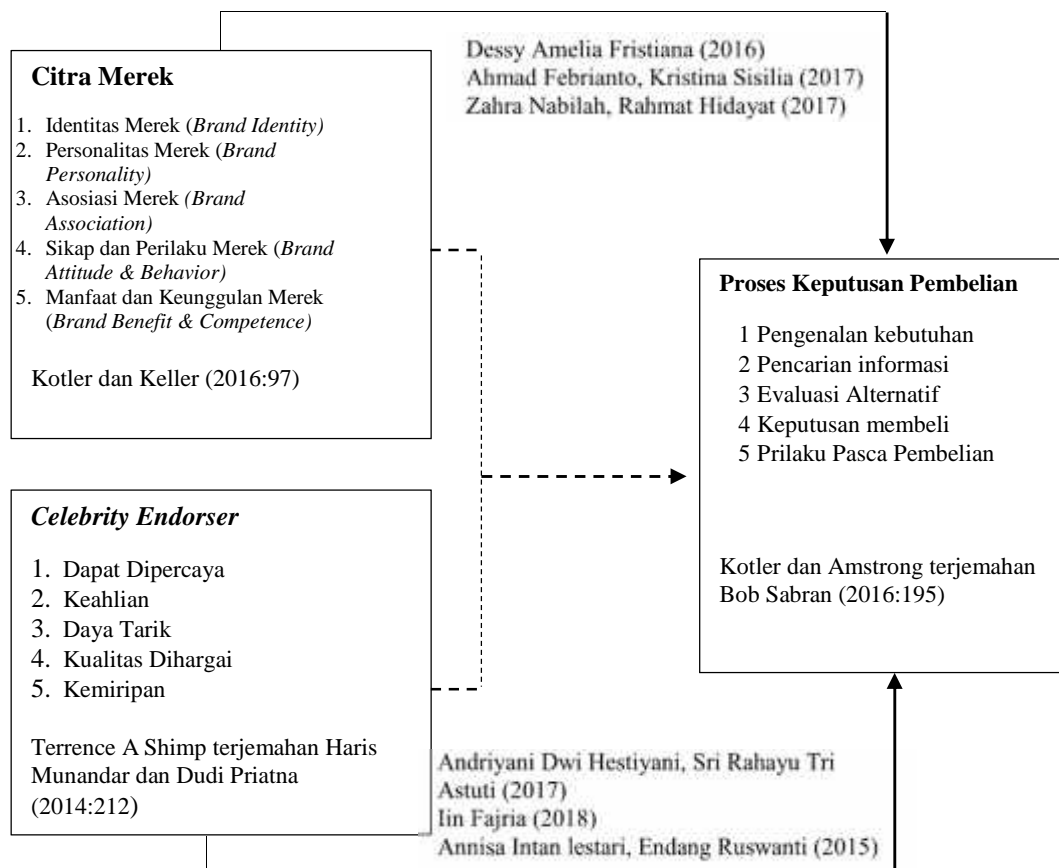 Dessy Amelia Fristiana (2016)
Ahmad Febrianto, Kristina Sisilia (2017)
Zahra Nabilah, Rahmat Hidayat (2017)
Citra Merek
1. Identitas Merek (Brand Identity)
2. Personalitas Merek (Brand
Personality)
3. Asosiasi Merek (Brand
Association)
4. Sikap dan Perilaku Merek (Brand
Attitude & Behavior)
5. Manfaat dan Keunggulan Merek
(Brand Benefit & Competence)
Kotler dan Keller (2016:97)
Proses Keputusan Pembelian
1 Pengenalan kebutuhan
2 Pencarian informasi
3 Evaluasi Alternatif
4 Keputusan membeli
5 Prilaku Pasca Pembelian
Kotler dan Amstrong terjemahan
Bob Sabran (2016:195)
Celebrity Endorser
1. Dapat Dipercaya
2. Keahlian
3. Daya Tarik
4. Kualitas Dihargai
5. Kemiripan
Terrence A Shimp terjemahan Haris
Munandar dan Dudi Priatna
(2014:212)
Andriyani Dwi Hestiyani, Sri Rahayu Tri
Astuti (2017)
Iin Fajria (2018)
Annisa Intan lestari, Endang Ruswanti (2015)